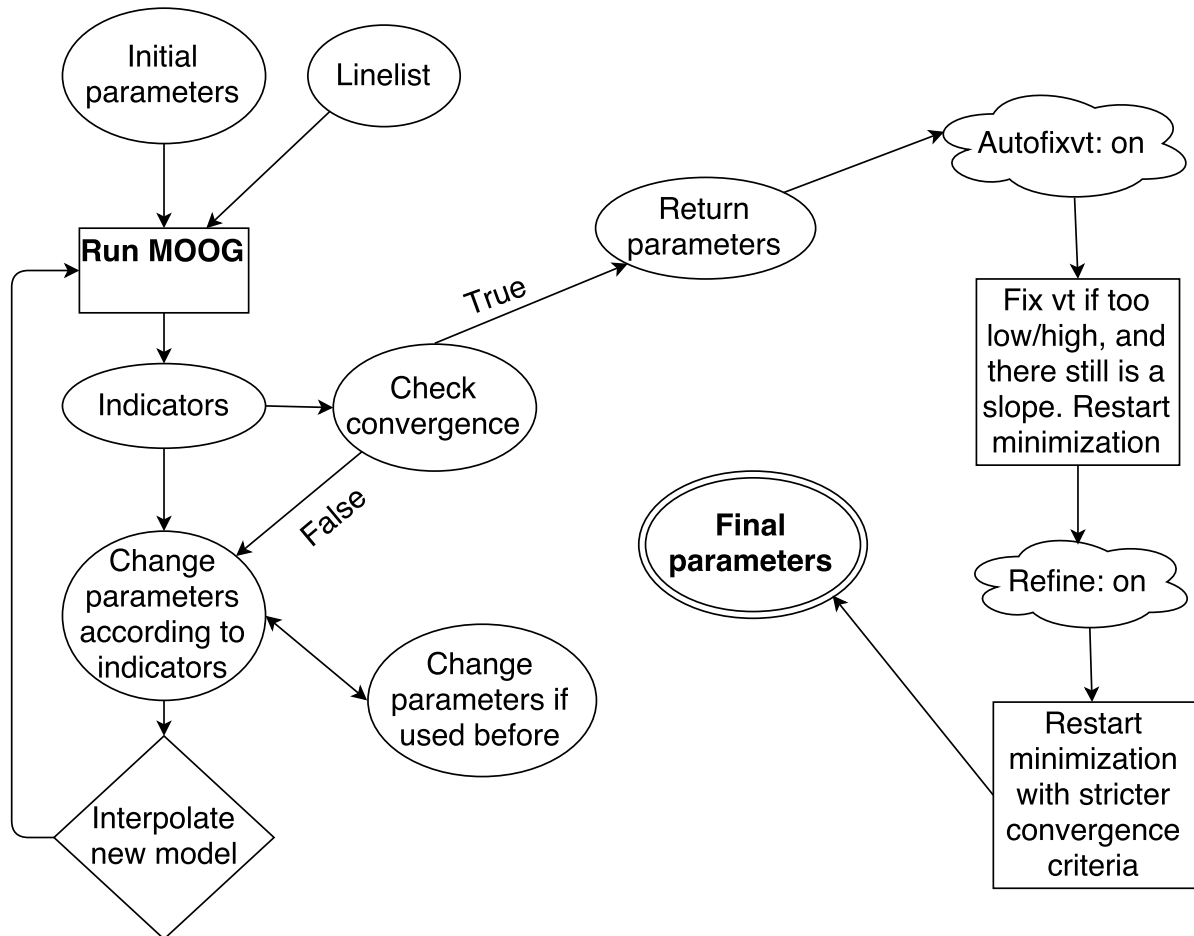 Initial
parameters
Linelist
Run MOOG
Indicators
Check
convergence
True
False
Change
parameters
according to
indicators
Change
parameters if
used before
Interpolate
new model
Return
parameters
Autofixvt: on
Fix vt if too
low/high, and
there still is a
slope. Restart
minimization
Refine: on
Restart
minimization
with stricter
convergence
criteria
Final
parameters